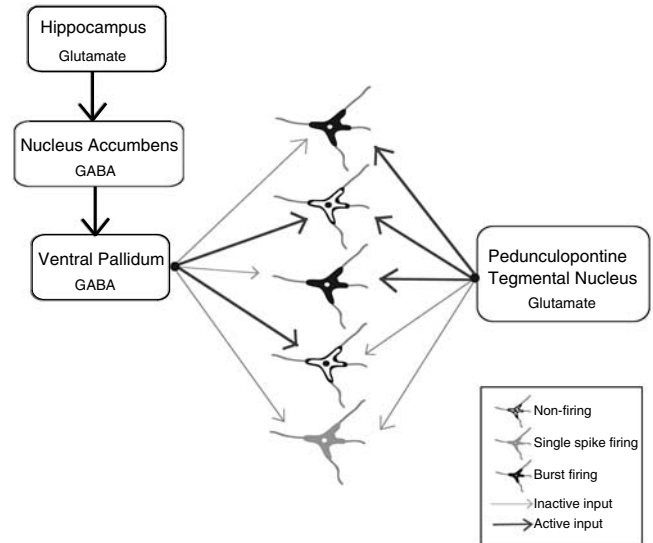 Hippocampus
Glutamate
Nucleus Accumbens
GABA
Ventral Pallidum
GABA
Pedunculopontine
Tegmental Nucleus
Glutamate
Non-firing
Single spike firing
Burst firing
Inactive input
Active input